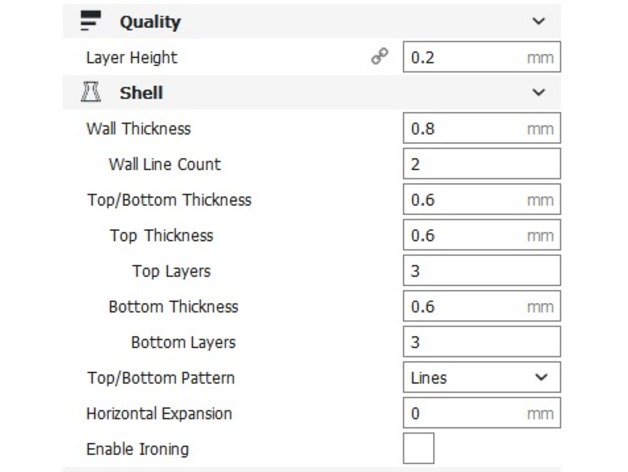 Quality
Layer Height 0.2 mm
Shell
Wall Thickness 0.8 mm
Wall Line Count 2
Top/Bottom Thickness 0.6 mm
Top Thickness 0.6 mm
Top Layers 3
Bottom Thickness 0.6 mm
Bottom Layers 3
Top/Bottom Pattern Lines
Horizontal Expansion 0 mm
Enable Ironing